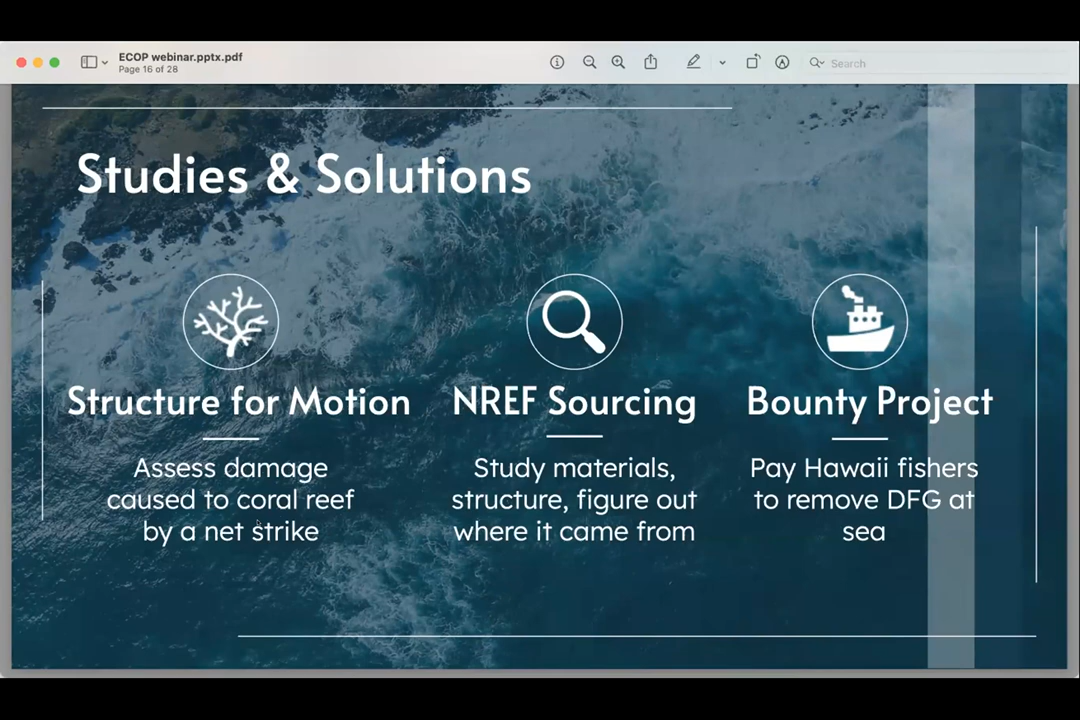 ECOP webinar.pptx.pdf
Page 16 of 28
Search
Studies & Solutions
Structure for Motion
Assess damage
caused to coral reef
by a net strike
NREF Sourcing
Study materials,
structure, figure out
where it came from
Bounty Project
Pay Hawaii fishers
to remove DFG at
sea